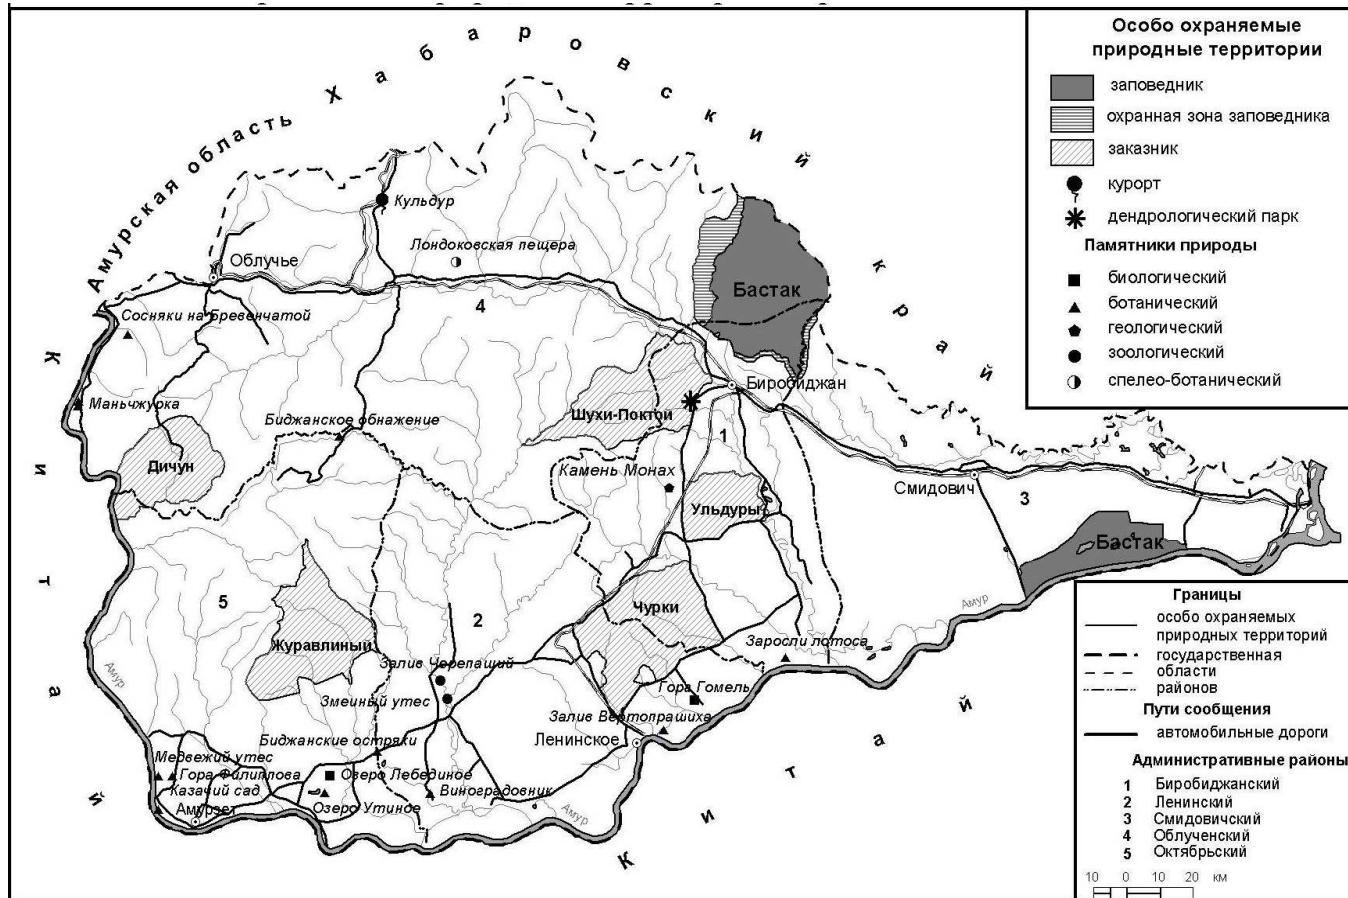 Амурская область
Хабаровский край
Китай
Китай
Особо охраняемые
природные территории
заповедник
охранная зона заповедника
заказник
курорт
дендрологический парк
Памятники природы
биологический
ботанический
геологический
зоологический
спелео-ботанический
Кульдур
Лондоковская пещера
Облучье
Бастак
4
Сосняки на Бревенчатой
Биробиджан
Маньчжурка
Шухи-Поктой
Биджанское обнажение
1
Дичун
Камень Монах
Смидович
3
Ульдуры
Бастак
5
Чурки
Амур
2
Журавлиный
Заросли лотоса
Залив Черепаший
Амур
Гора Гомель
Змеиный утес
Залив Вертопрашиха
Ленинское
Биджанские остряки
Медвежий утес
Гора Филиппова
Озеро Лебединое
Казачий сад
Виноградовник
Амурзет
Озеро Утиное
Амур
Границы
особо охраняемых
природных территорий
государственная
области
районов
Пути сообщения
автомобильные дороги
Административные районы
1 Биробиджанский
2 Ленинский
3 Смидовичский
4 Облученский
5 Октябрьский
10 0 10 20 км